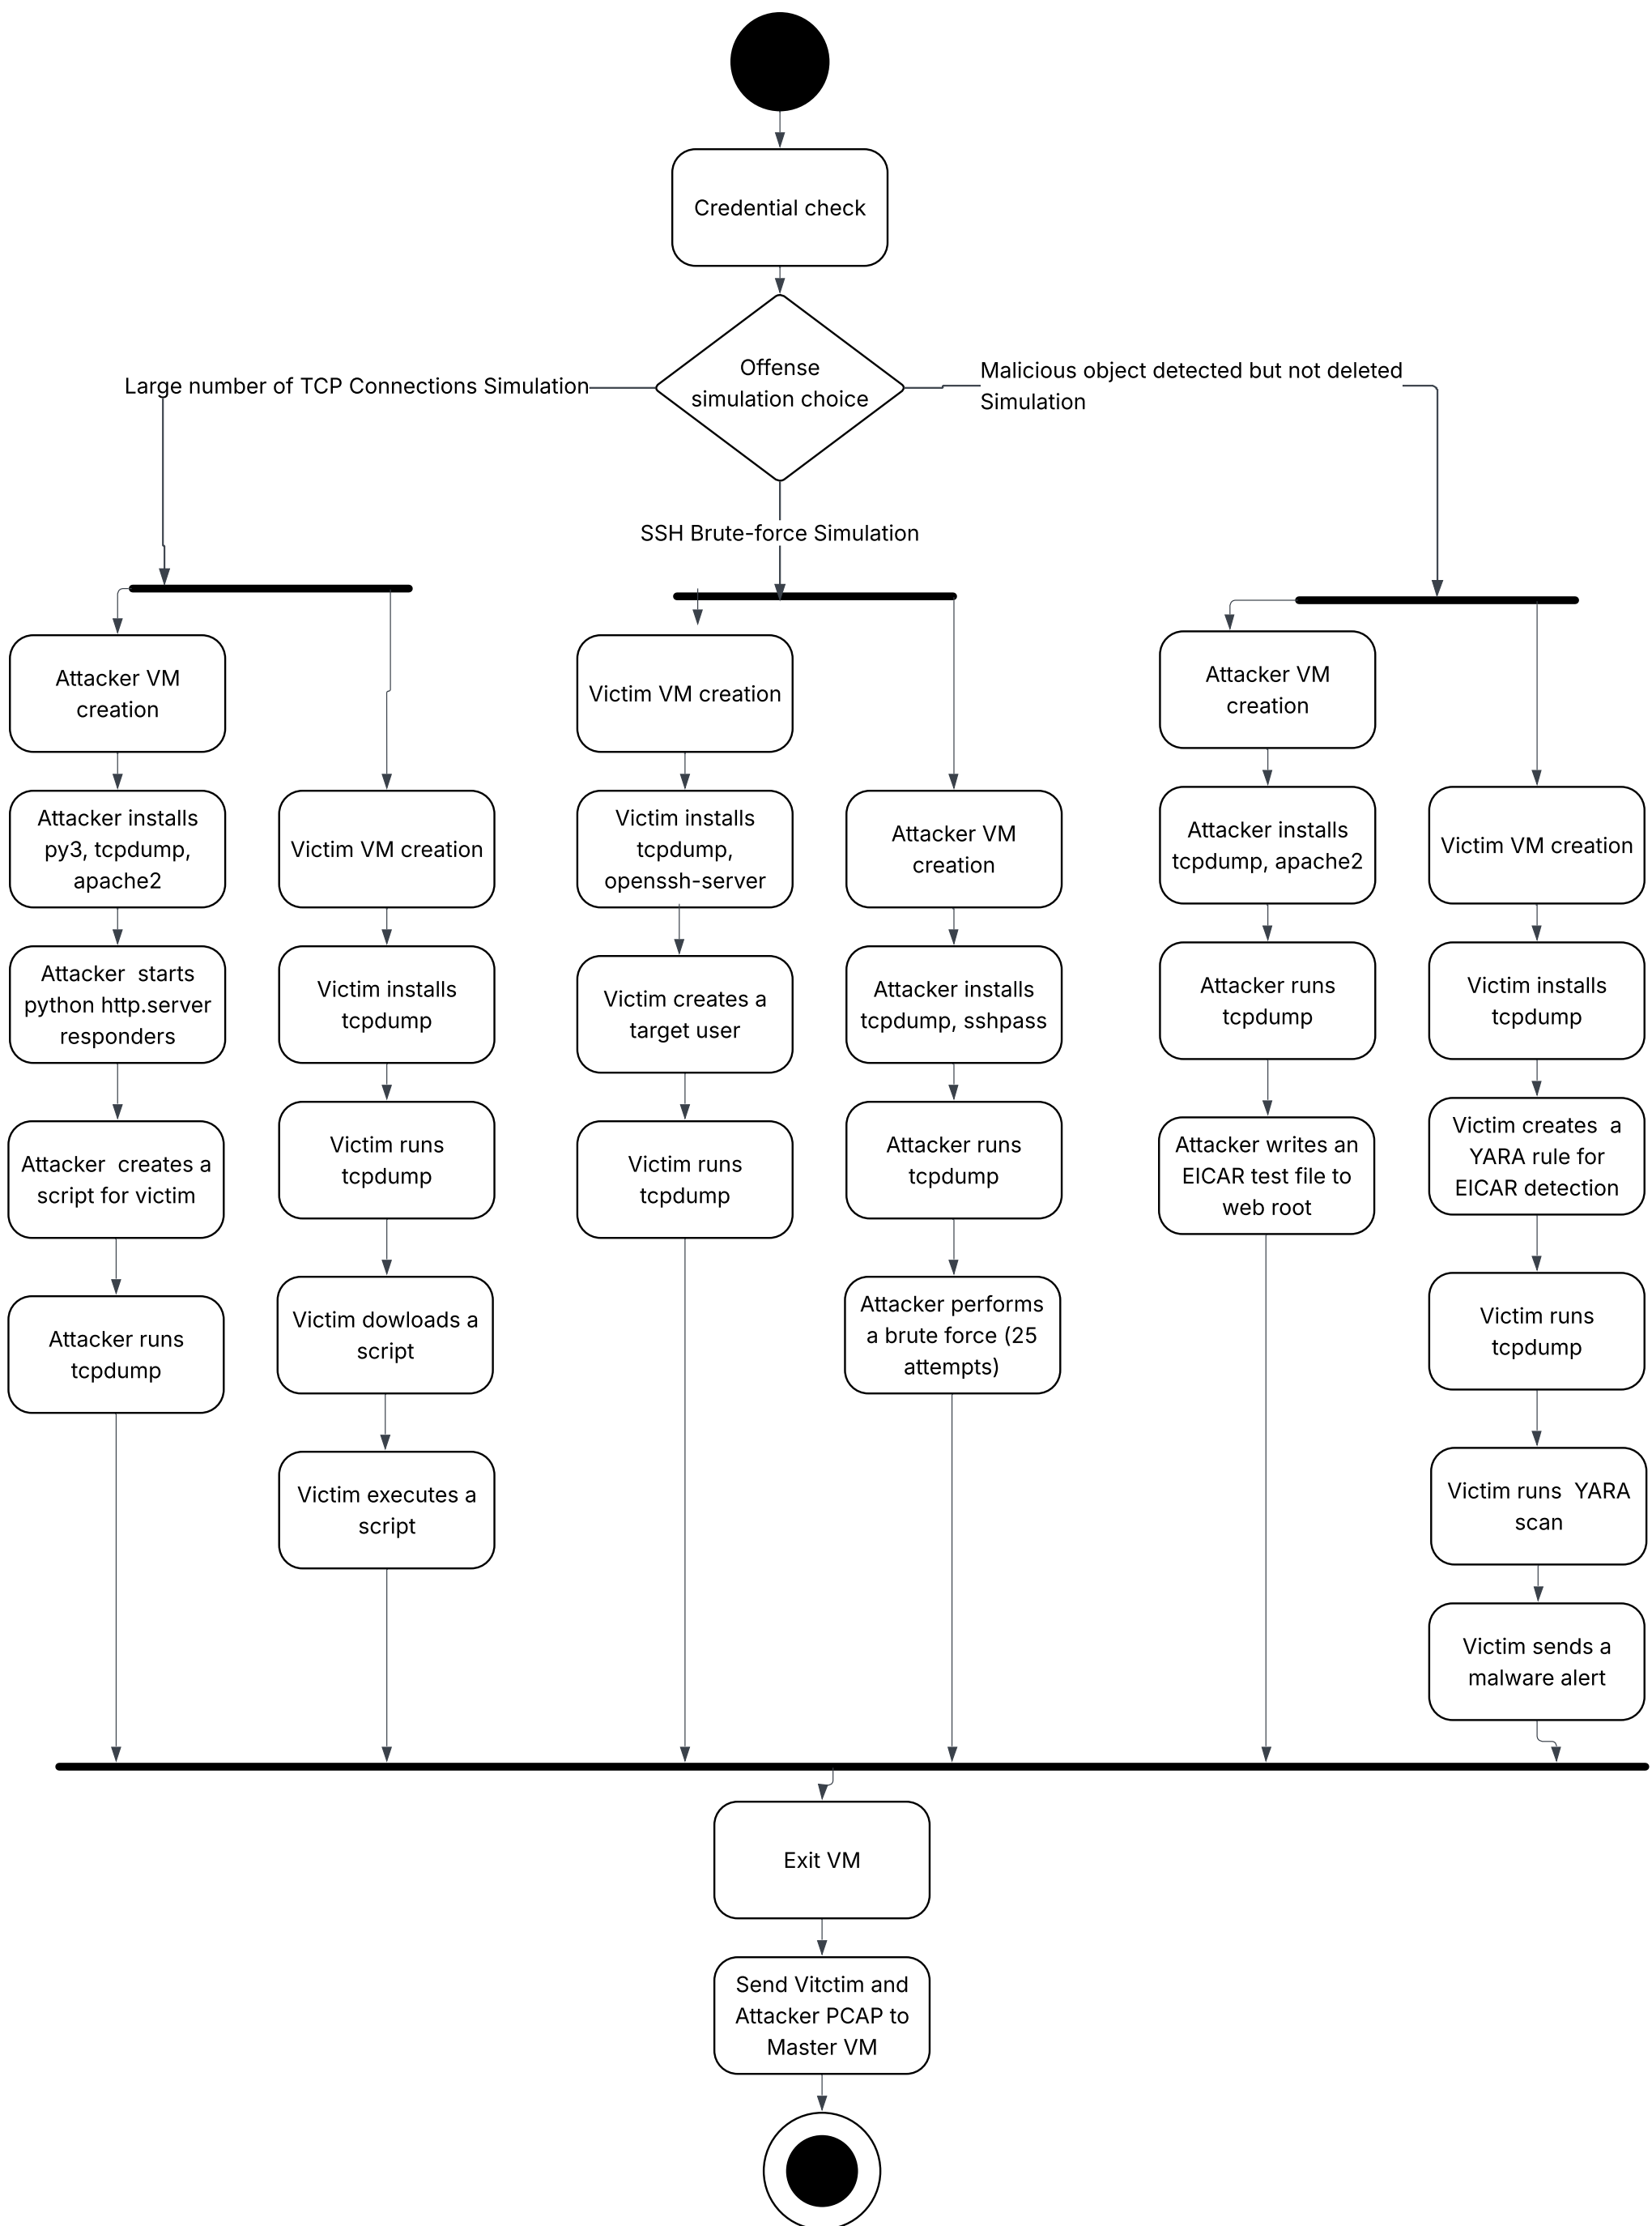 Credential check
Offense
simulation choice
Large number of TCP Connections Simulation
Malicious object detected but not deleted
Simulation
SSH Brute-force Simulation
Attacker VM
creation
Attacker installs
py3, tcpdump,
apache2
Attacker  starts
python http.server
responders
Attacker  creates a
script for victim
Attacker runs
tcpdump
Victim VM creation
Victim installs
tcpdump
Victim runs
tcpdump
Victim dowloads a
script
Victim executes a
script
Victim VM creation
Victim installs
tcpdump,
openssh-server
Victim creates a
target user
Victim runs
tcpdump
Attacker VM
creation
Attacker installs
tcpdump, sshpass
Attacker runs
tcpdump
Attacker performs
a brute force (25
attempts)
Attacker VM
creation
Attacker installs
tcpdump, apache2
Attacker runs
tcpdump
Attacker writes an
EICAR test file to
web root
Victim VM creation
Victim installs
tcpdump
Victim creates  a
YARA rule for
EICAR detection
Victim runs
tcpdump
Victim runs  YARA
scan
Victim sends a
malware alert
Exit VM
Send Vitctim and
Attacker PCAP to
Master VM